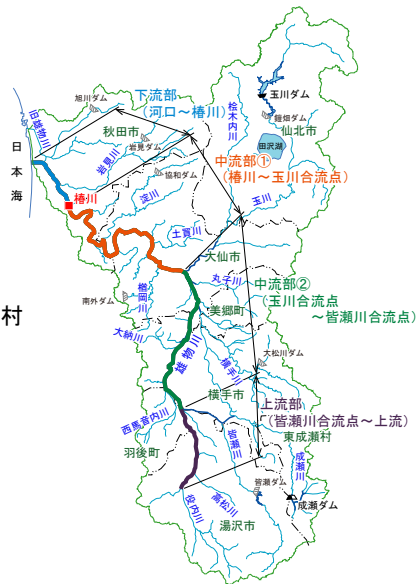 下流部
（河口～椿川）
旭川ダム
旧雄物川
秋田市
岩見ダム
岩見川
協和ダム
日本海
椿川
淀川
中流部①
（椿川～玉川合流点）
桧木内川
玉川ダム
鎧畑ダム
仙北市
田沢湖
玉川
土買川
大仙市
丸子川
中流部②
（玉川合流点
～皆瀬川合流点）
南外ダム
楢岡川
美郷町
大納川
雄物川
村
横手川
大松川ダム
横手市
上流部
（皆瀬川合流点～上流）
西馬音内川
東成瀬村
皆瀬川
成瀬川
羽後町
皆瀬ダム
成瀬ダム
役内川
高松川
湯沢市